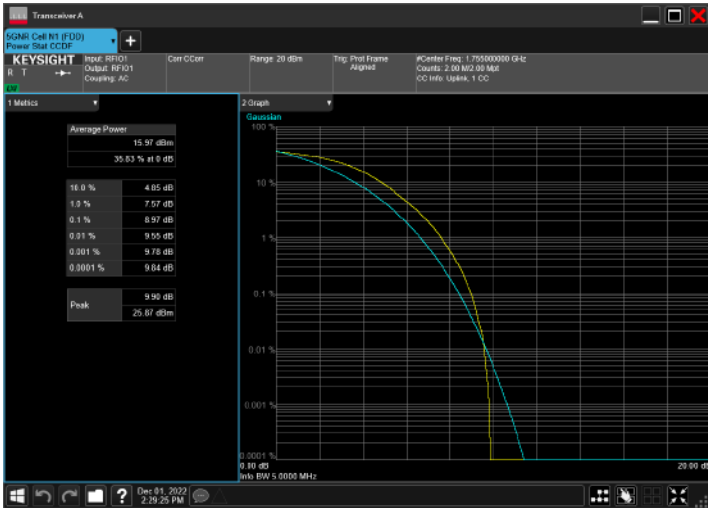 Transceiver A
5GNR Cell N1 (FDD)
Power Stat CCDF
KEYSIGHT
R T
Input: RFIO1
Output: RFIO1
Coupling: AC
Corr CCorr
Range: 20 dBm
Trig: Prot Frame
Aligned
#Center Freq: 1.755000000 GHz
Counts: 2.00 M/2.00 Mpt
CC Info: Uplink, 1 CC
1 Metrics
Average Power
15.97 dBm
35.83 % at 0 dB
10.0 % 4.85 dB
1.0 % 7.57 dB
0.1 % 8.97 dB
0.01 % 9.55 dB
0.001 % 9.78 dB
0.0001 % 9.84 dB
Peak
9.90 dB
25.87 dBm
2 Graph
Gaussian
100 %
10 %
1 %
0.1 %
0.01 %
0.001 %
0.0001 %
0.00 dB
20.00 dB
Info BW 5.0000 MHz
?
Dec 01, 2022
2:29:25 PM